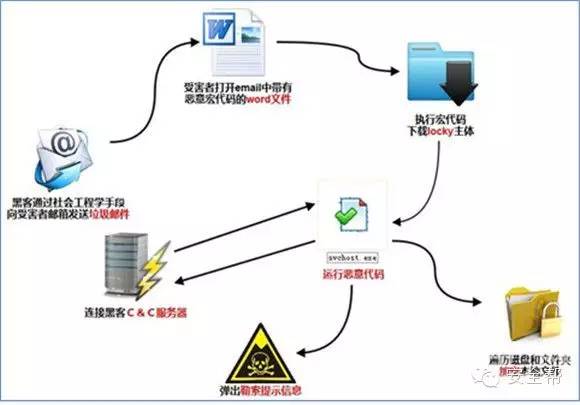 受害者打开email中带有
恶意宏代码的word文件
执行宏代码
下载locky主体
黑客通过社会工程学手段
向受害者邮箱发送垃圾邮件
svchost.exe
运行恶意代码
连接黑客C & C服务器
弹出勒索提示信息
遍历磁盘和文件夹
安全帮